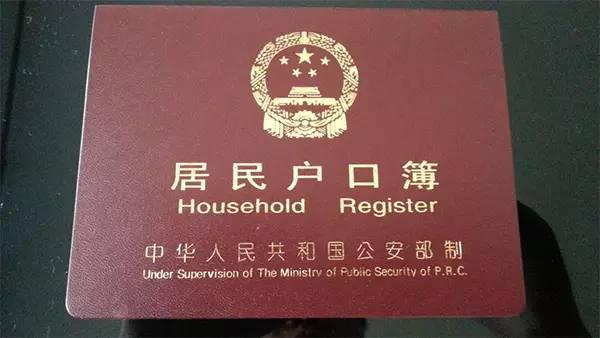 居民户口簿
Household Register
中华人民共和国公安部制
Under Supervision of The Ministry of Public Security of P.R.C.